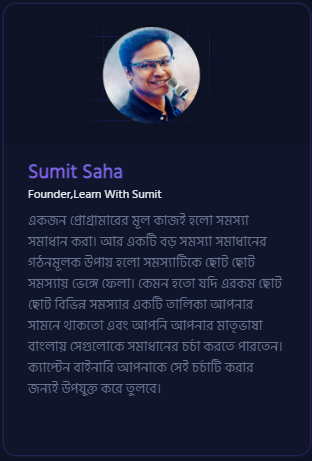 Sumit Saha
Founder,Learn With Sumit
একজন প্রোগ্রামারের মূল কাজই হলো সমস্যা
সমাধান করা। আর একটি বড় সমস্যা সমাধানের
গঠনমূলক উপায় হলো সমস্যাটিকে ছোট ছোট
সমস্যায় ভেঙ্গে ফেলা। কেমন হতো যদি এরকম ছোট
ছোট বিভিন্ন সমস্যার একটি তালিকা আপনার
সামনে থাকতো এবং আপনি আপনার মাতৃভাষা
বাংলায় সেগুলোকে সমাধানের চর্চা করতে পারতেন।
ক্যাপ্টেন বাইনারি আপনাকে সেই চর্চাটি করার
জন্যই উপযুক্ত করে তুলবে।